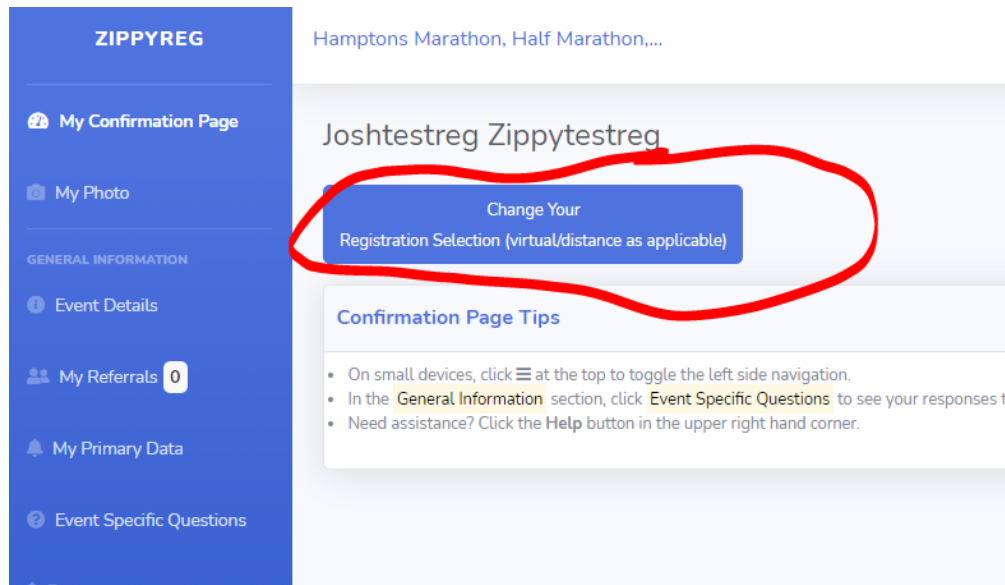 ZIPPYREG
Hamptons Marathon, Half Marathon,...
My Confirmation Page
My Photo
GENERAL INFORMATION
Event Details
My Referrals 0
My Primary Data
Event Specific Questions
Joshtestreg Zippytestreg
Change Your
Registration Selection (virtual/distance as applicable)
Confirmation Page Tips
On small devices, click ☰ at the top to toggle the left side navigation.
In the General Information section, click Event Specific Questions to see your responses t
Need assistance? Click the Help button in the upper right hand corner.